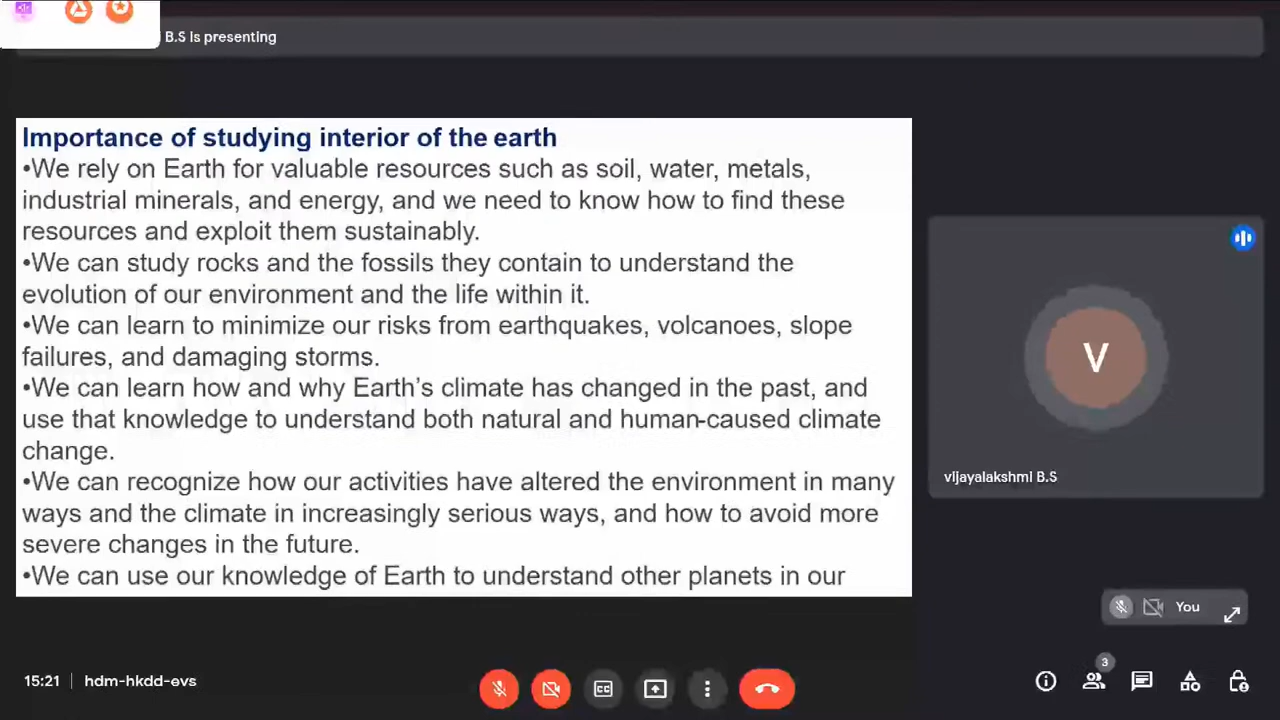 B.S is presenting
Importance of studying interior of the earth
•We rely on Earth for valuable resources such as soil, water, metals,
industrial minerals, and energy, and we need to know how to find these
resources and exploit them sustainably.
•We can study rocks and the fossils they contain to understand the
evolution of our environment and the life within it.
•We can learn to minimize our risks from earthquakes, volcanoes, slope
failures, and damaging storms.
•We can learn how and why Earth's climate has changed in the past, and
use that knowledge to understand both natural and human-caused climate
change.
•We can recognize how our activities have altered the environment in many
ways and the climate in increasingly serious ways, and how to avoid more
severe changes in the future.
•We can use our knowledge of Earth to understand other planets in our
V
vijayalakshmi B.S
You
15:21 | hdm-hkdd-evs
CC
3